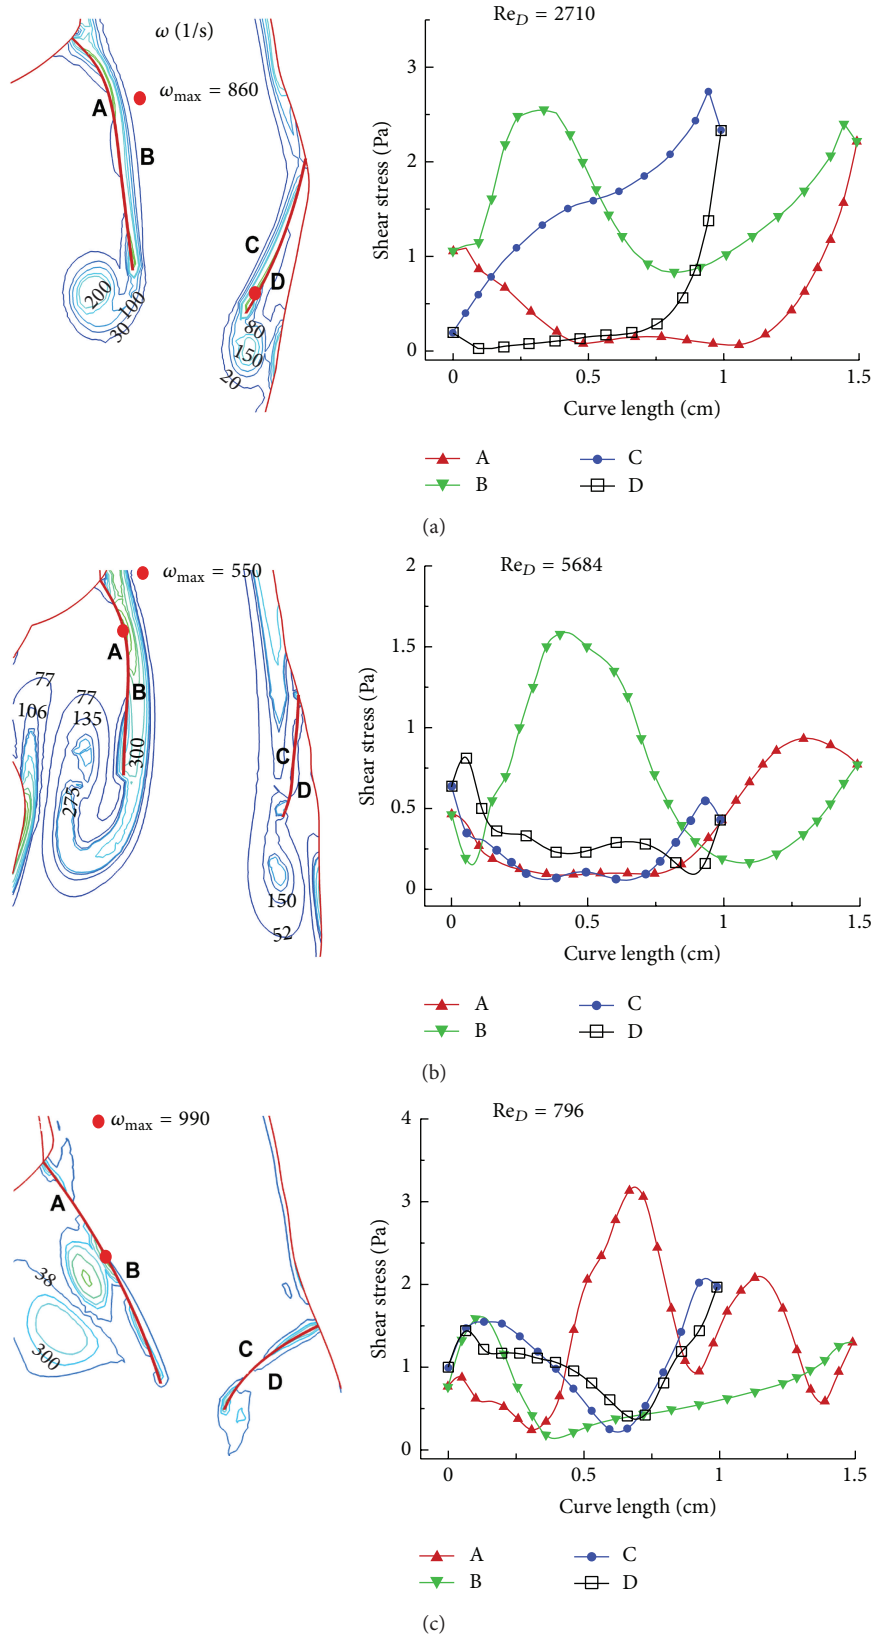 ω (1/s)
ω_max = 860
A
B
200
100
30
C
D
80
150
20
Re_D = 2710
Shear stress (Pa)
3
2
1
0
0 0.5 1 1.5
Curve length (cm)
A C
B D
(a)
ω_max = 550
A
B
77
77
106
135
300
275
C
D
150
52
Re_D = 5684
Shear stress (Pa)
2
1.5
1
0.5
0
0 0.5 1 1.5
Curve length (cm)
A C
B D
(b)
ω_max = 990
A
B
38
300
C
D
Re_D = 796
Shear stress (Pa)
4
3
2
1
0
0 0.5 1 1.5
Curve length (cm)
A C
B D
(c)